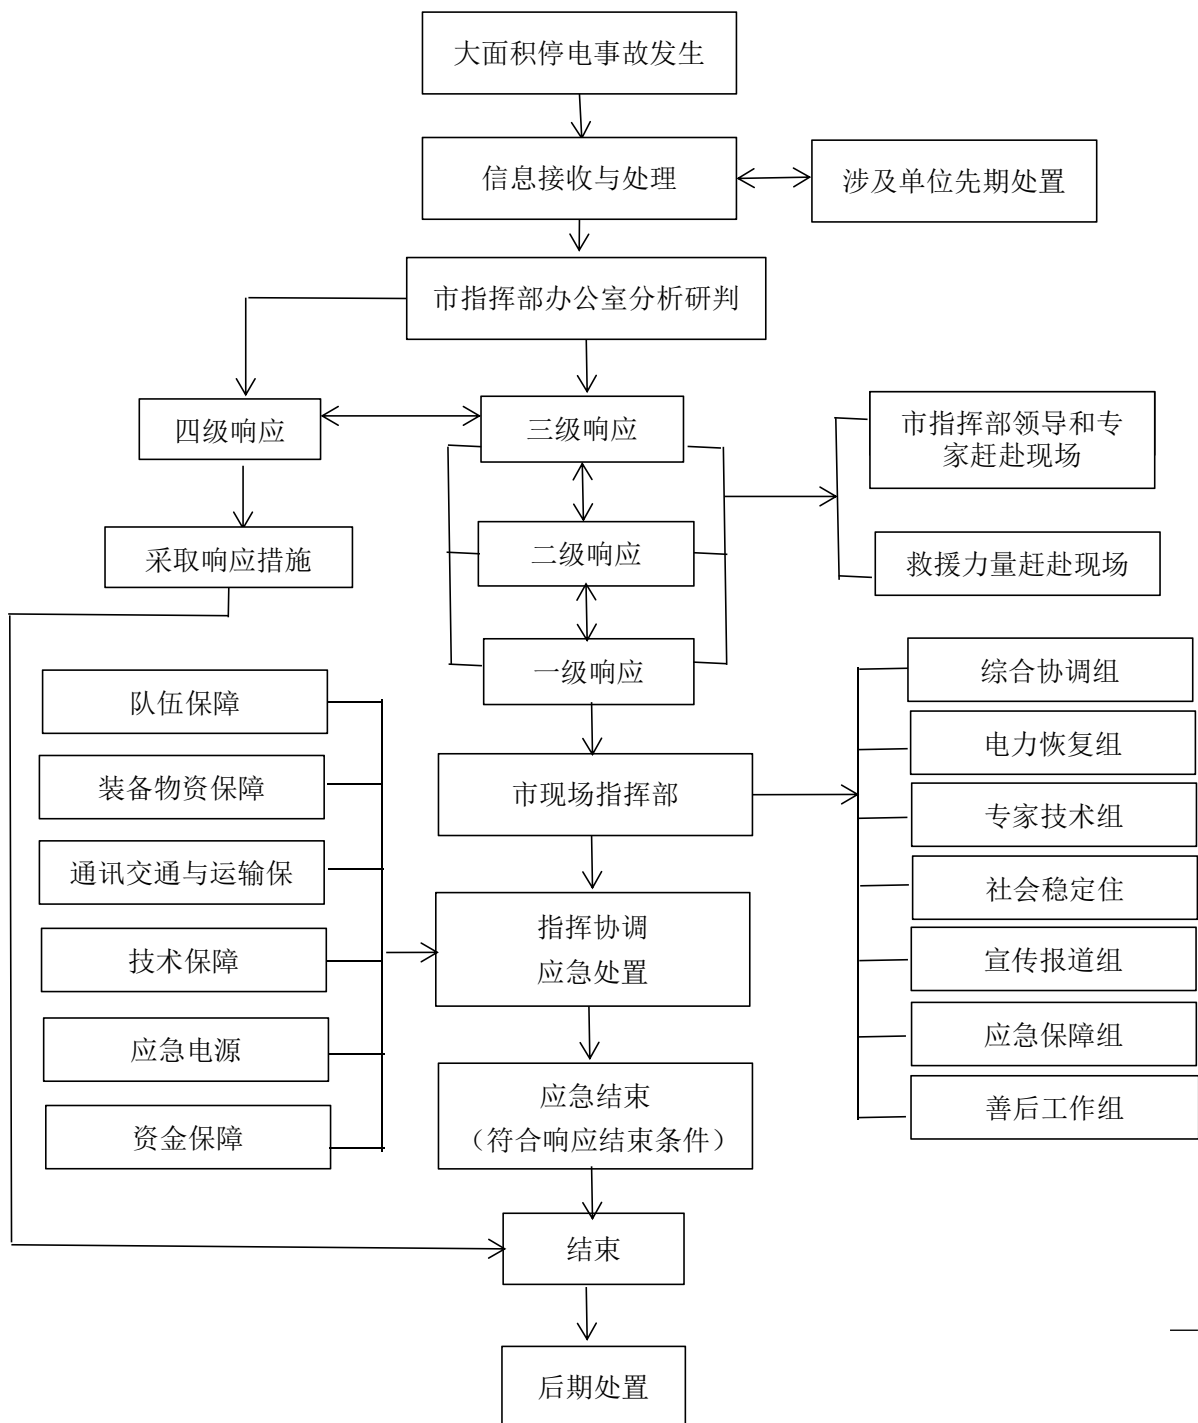 大面积停电事故发生
信息接收与处理
涉及单位先期处置
市指挥部办公室分析研判
四级响应
三级响应
市指挥部领导和专
家赶赴现场
采取响应措施
二级响应
救援力量赶赴现场
一级响应
综合协调组
队伍保障
电力恢复组
装备物资保障
市现场指挥部
专家技术组
通讯交通与运输保
社会稳定住
指挥协调
应急处置
技术保障
宣传报道组
应急电源
应急保障组
应急结束
（符合响应结束条件）
善后工作组
资金保障
结束
后期处置